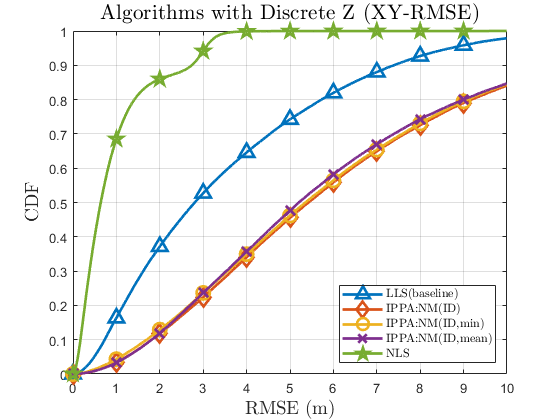 Algorithms with Discrete Z (XY-RMSE)
1
0.9
0.8
0.7
0.6
0.5
0.4
0.3
0.2
0.1
0
CDF
LLS(baseline)
IPPA:NM(ID)
IPPA:NM(ID,min)
IPPA:NM(ID,mean)
NLS
0 1 2 3 4 5 6 7 8 9 10
RMSE (m)